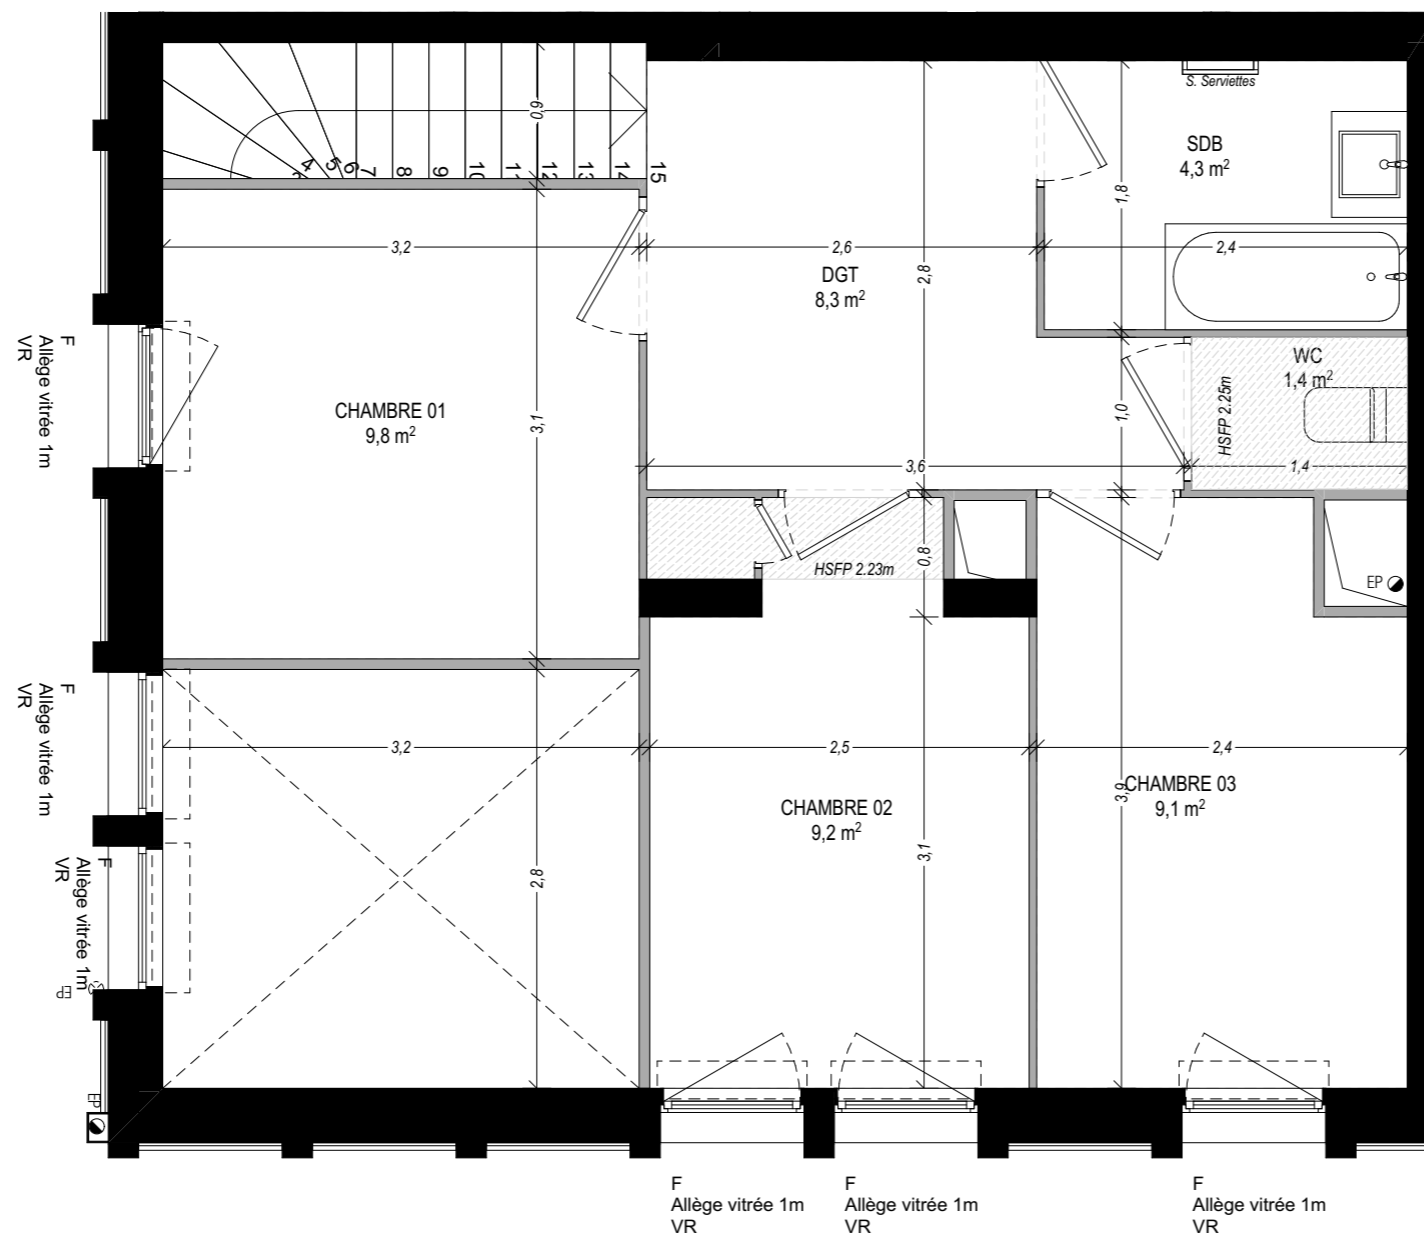 0,9
3
4
5
6
7
8
9
10
11
12
13
14
15
S. Serviettes
SDB
4,3 m²
1,8
3,2
2,6
2,4
DGT
8,3 m²
2,8
F
Allège vitrée 1m
VR
CHAMBRE 01
9,8 m²
3,1
WC
1,4 m²
HSFP 2.25m
1,0
3,6
1,4
0,8
HSFP 2.23m
EP
F
Allège vitrée 1m
VR
3,2
2,5
2,4
CHAMBRE 02
9,2 m²
CHAMBRE 03
9,1 m²
3,9
3,1
2,8
F
Allège vitrée 1m
VR
EP
EP
F
Allège vitrée 1m
VR
F
Allège vitrée 1m
VR
F
Allège vitrée 1m
VR